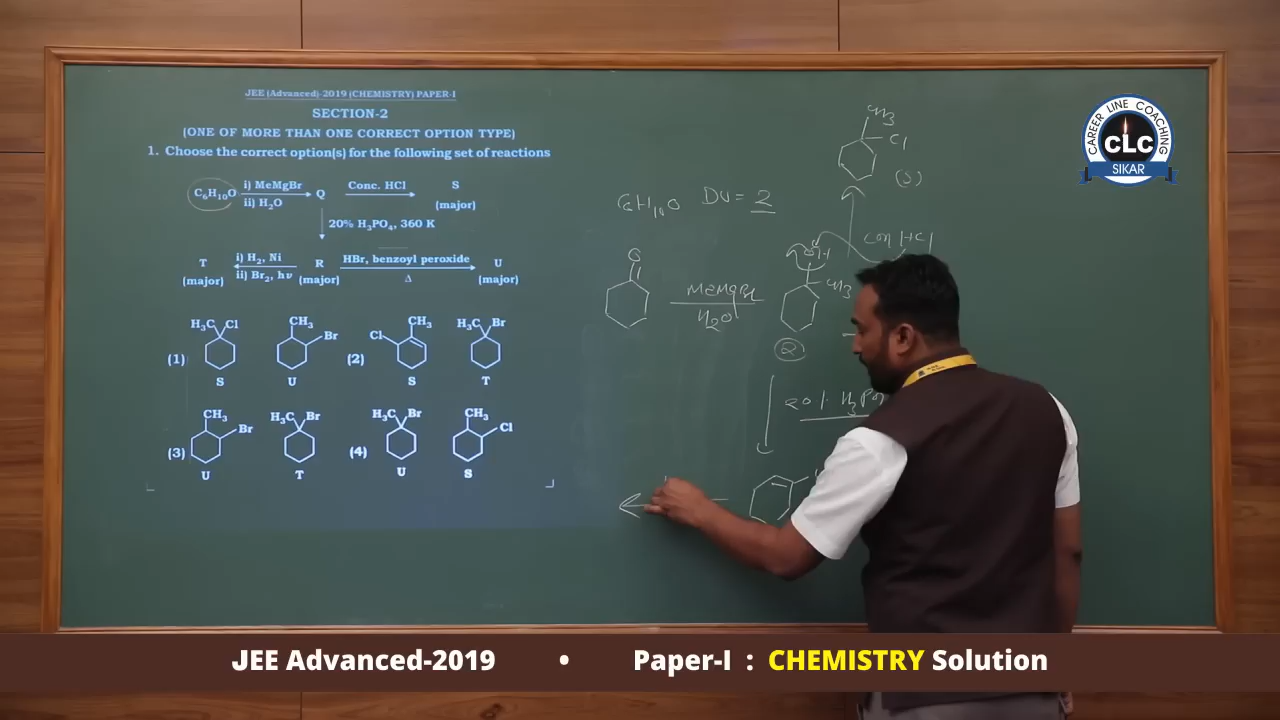 JEE (Advanced)-2019 (CHEMISTRY) PAPER-I
SECTION-2
(ONE OF MORE THAN ONE CORRECT OPTION TYPE)
1. Choose the correct option(s) for the following set of reactions
C₆H₁₀O i) MeMgBr ii) H₂O Q Conc. HCl S (major)
20% H₃PO₄, 360 K
T (major) i) H₂, Ni ii) Br₂, hν R (major) HBr, benzoyl peroxide Δ U (major)
(1) H₃C Cl S CH₃ Br U
(2) Cl CH₃ S H₃C Br T
(3) CH₃ Br U H₃C Br T
(4) H₃C Br U CH₃ Cl S
CH₃
Cl
(S)
C₆H₁₀O DU = 2
Con HCl
O
OH
CH₃
MeMgBr
H₂O
Q
20%. H₃PO
CAREER LINE COACHING
CLC
SIKAR
JEE Advanced-2019 • Paper-I : CHEMISTRY Solution